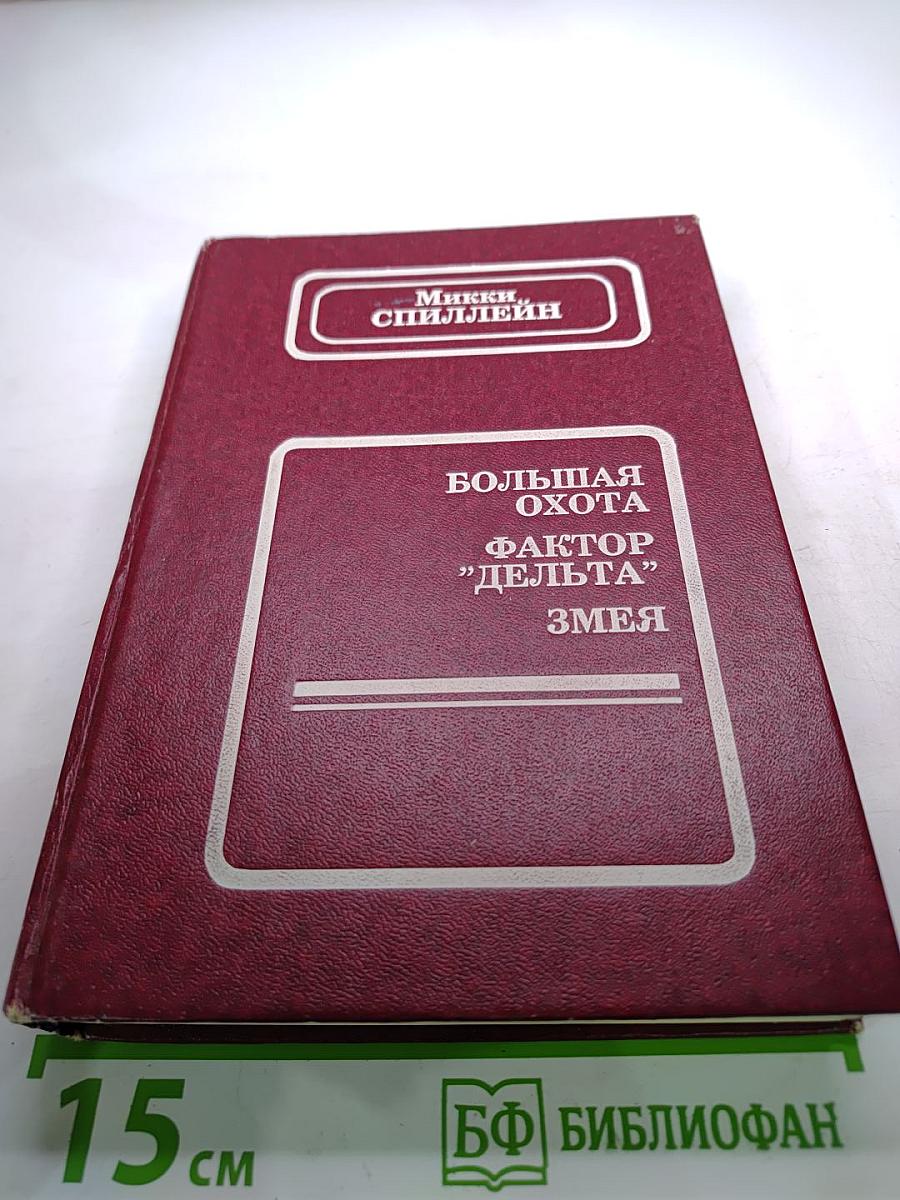 Микки
СПИЛЛЕЙН
БОЛЬШАЯ
ОХОТА
ФАКТОР
”ДЕЛЬТА”
ЗМЕЯ
15 см
БФ БИБЛИОФАН